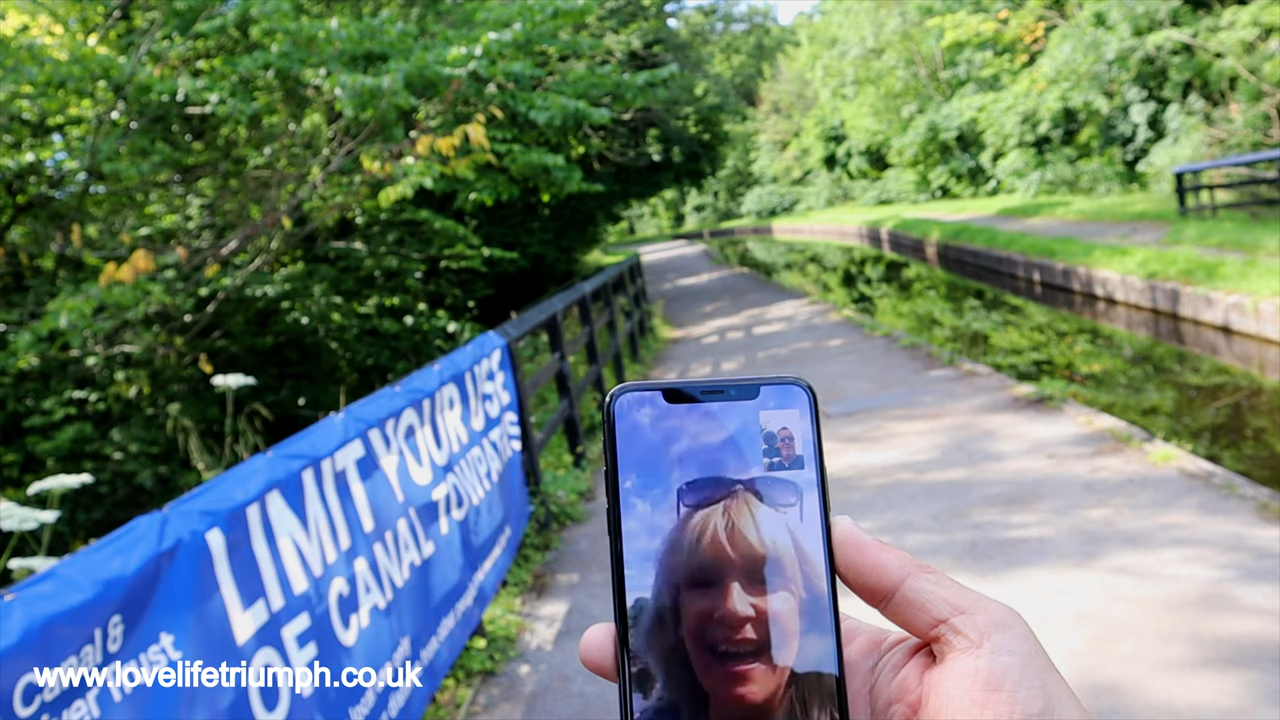 LIMIT YOUR USE
OF CANAL TOWPATHS
Canal &
River Trust
www.lovelifetriumph.co.uk